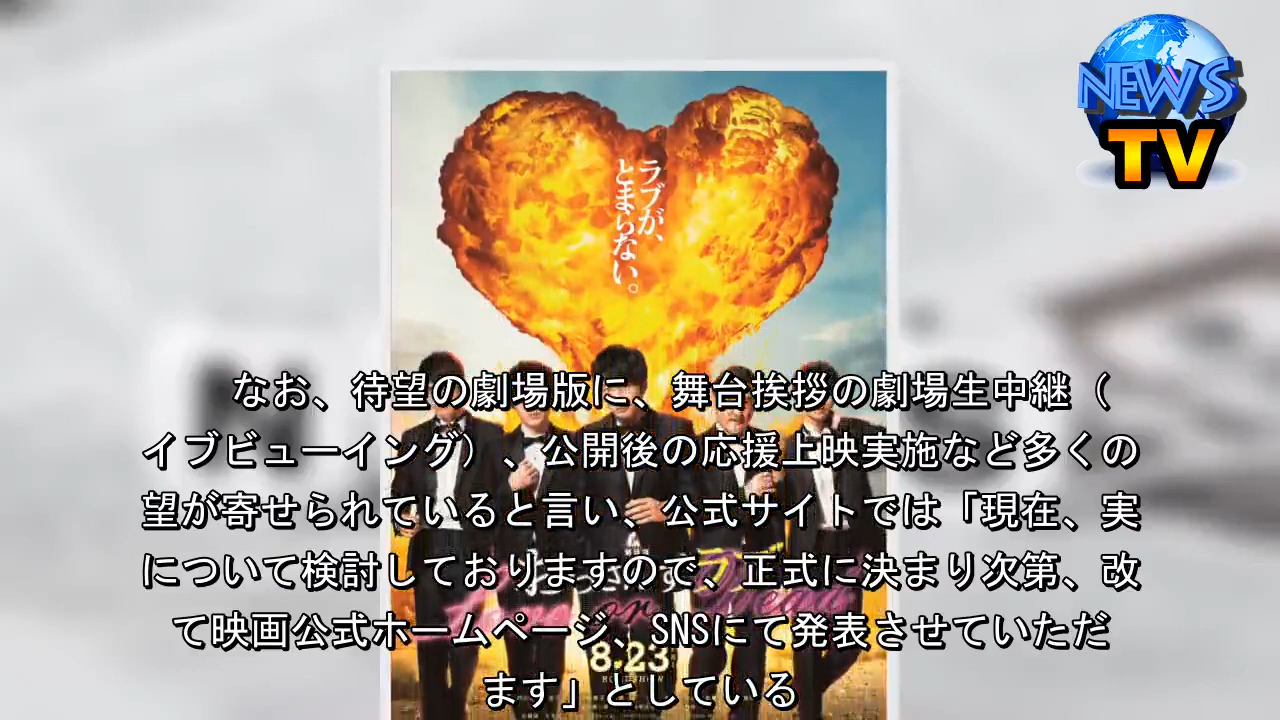 NEWS
TV
ラブが、
とまらない。
なお、待望の劇場版に、舞台挨拶の劇場生中継（
イブビューイング）、公開後の応援上映実施など多くの
望が寄せられていると言い、公式サイトでは「現在、実
について検討しておりますので、正式に決まり次第、改
て映画公式ホームページ、SNSにて発表させていただ
ます」としている
8.23